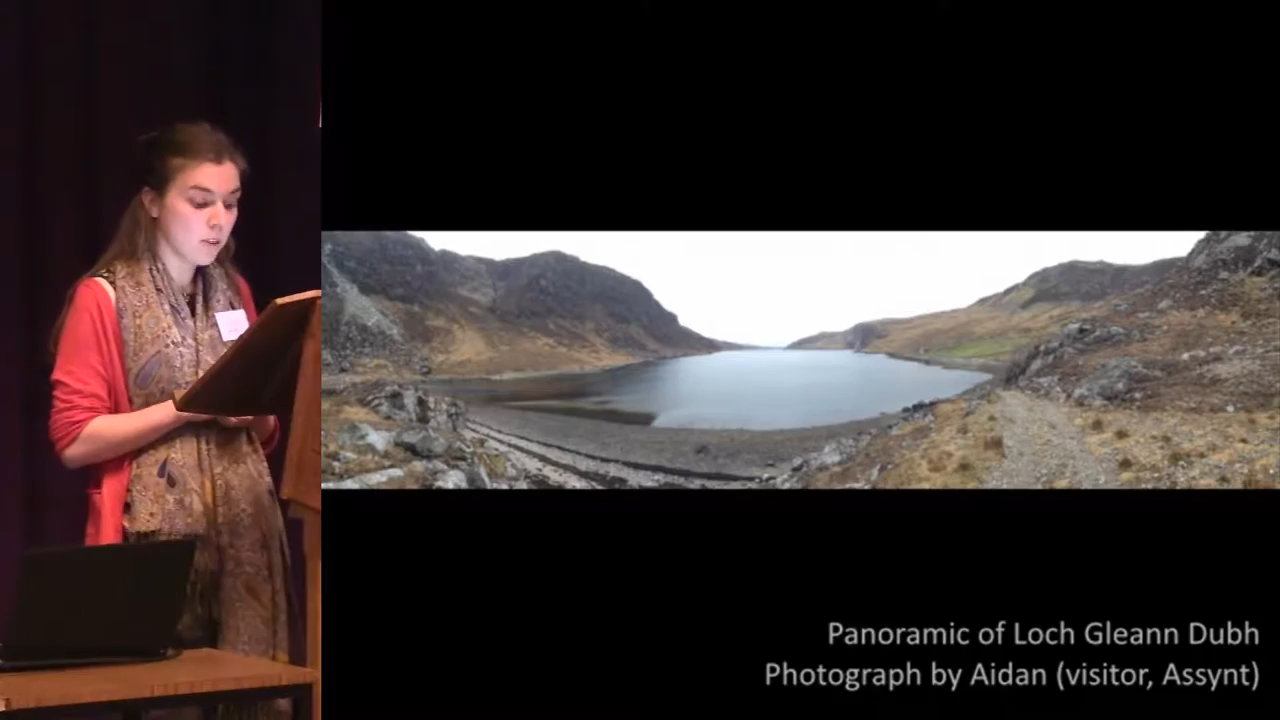 Panoramic of Loch Gleann Dubh
Photograph by Aidan (visitor, Assynt)